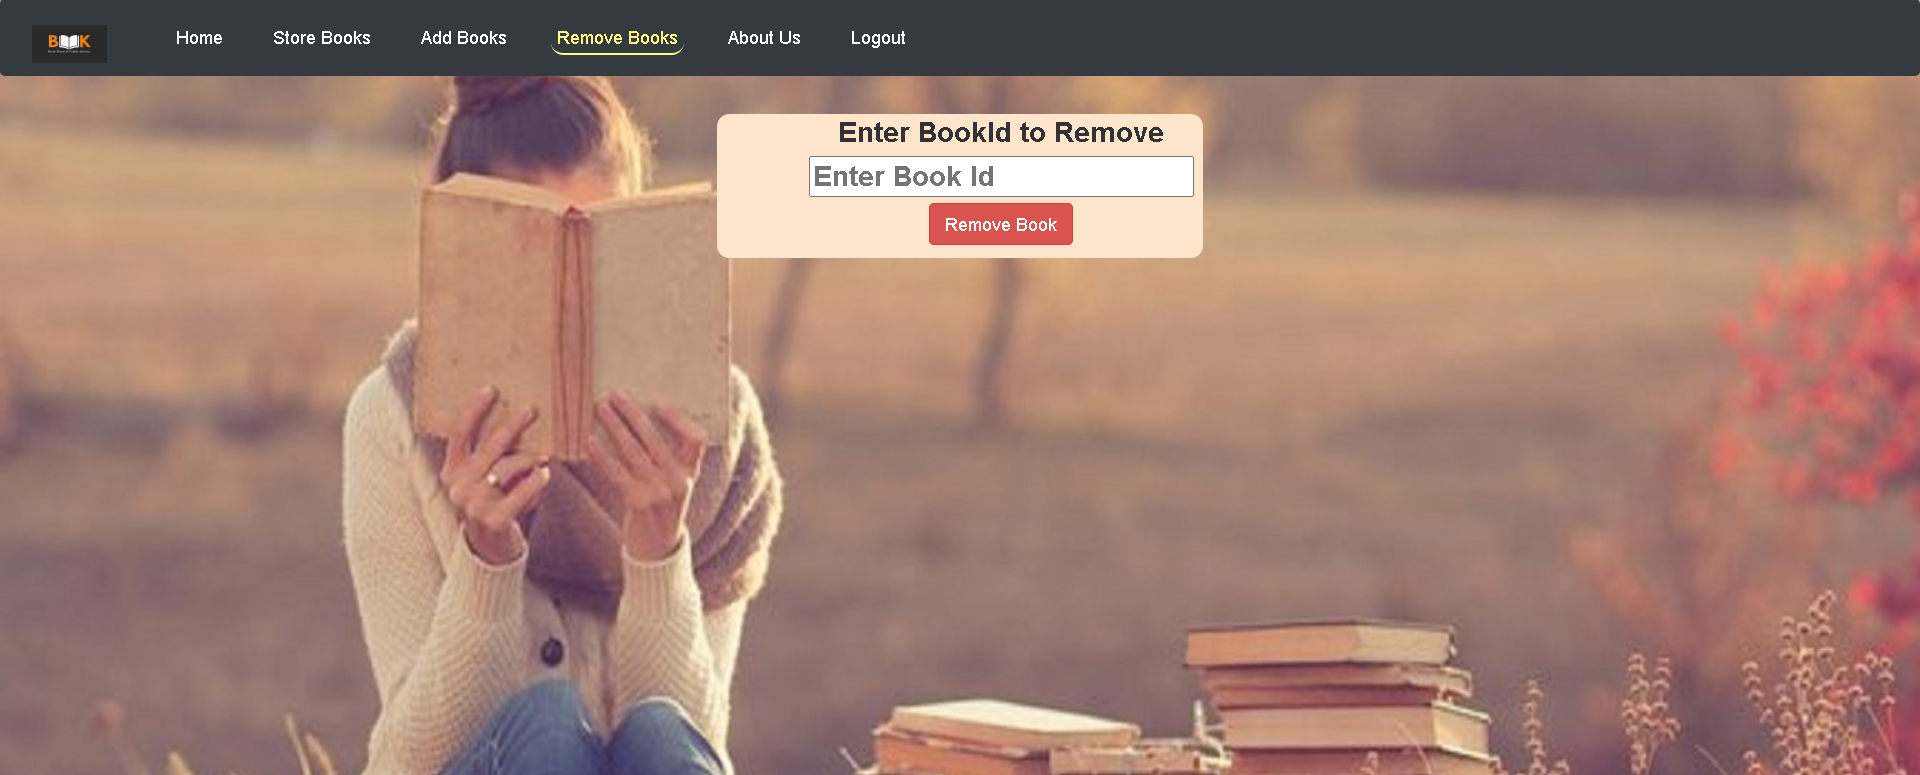 BOOK
Home
Store Books
Add Books
Remove Books
About Us
Logout
Enter BookId to Remove
Enter Book Id
Remove Book